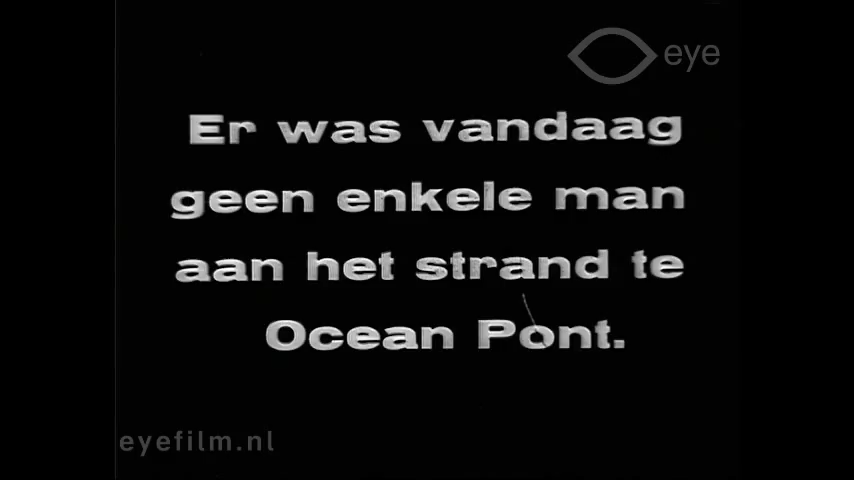 eye
Er was vandaag
geen enkele man
aan het strand te
Ocean Pont.
eyefilm.nl